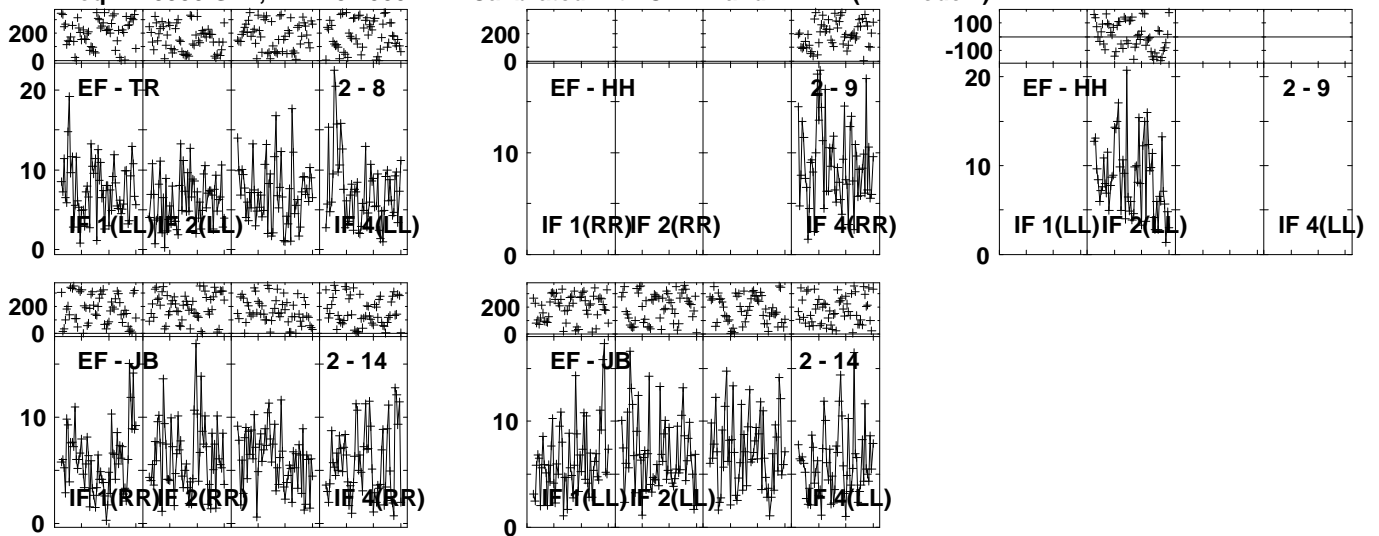 200 200 100
0 0 -100
20 EF - TR 2 - 8 EF - HH 2 - 9 20 EF - HH 2 - 9
10 10 10
IF 1(LL) IF 2(LL) IF 4(LL) IF 1(RR) IF 2(RR) IF 4(RR) IF 1(LL) IF 2(LL) IF 4(LL)
0 0 0
200 200
0 0
EF - JB 2 - 14 EF - JB 2 - 14
10 10
IF 1(RR) IF 2(RR) IF 4(RR) IF 1(LL) IF 2(LL) IF 4(LL)
0 0